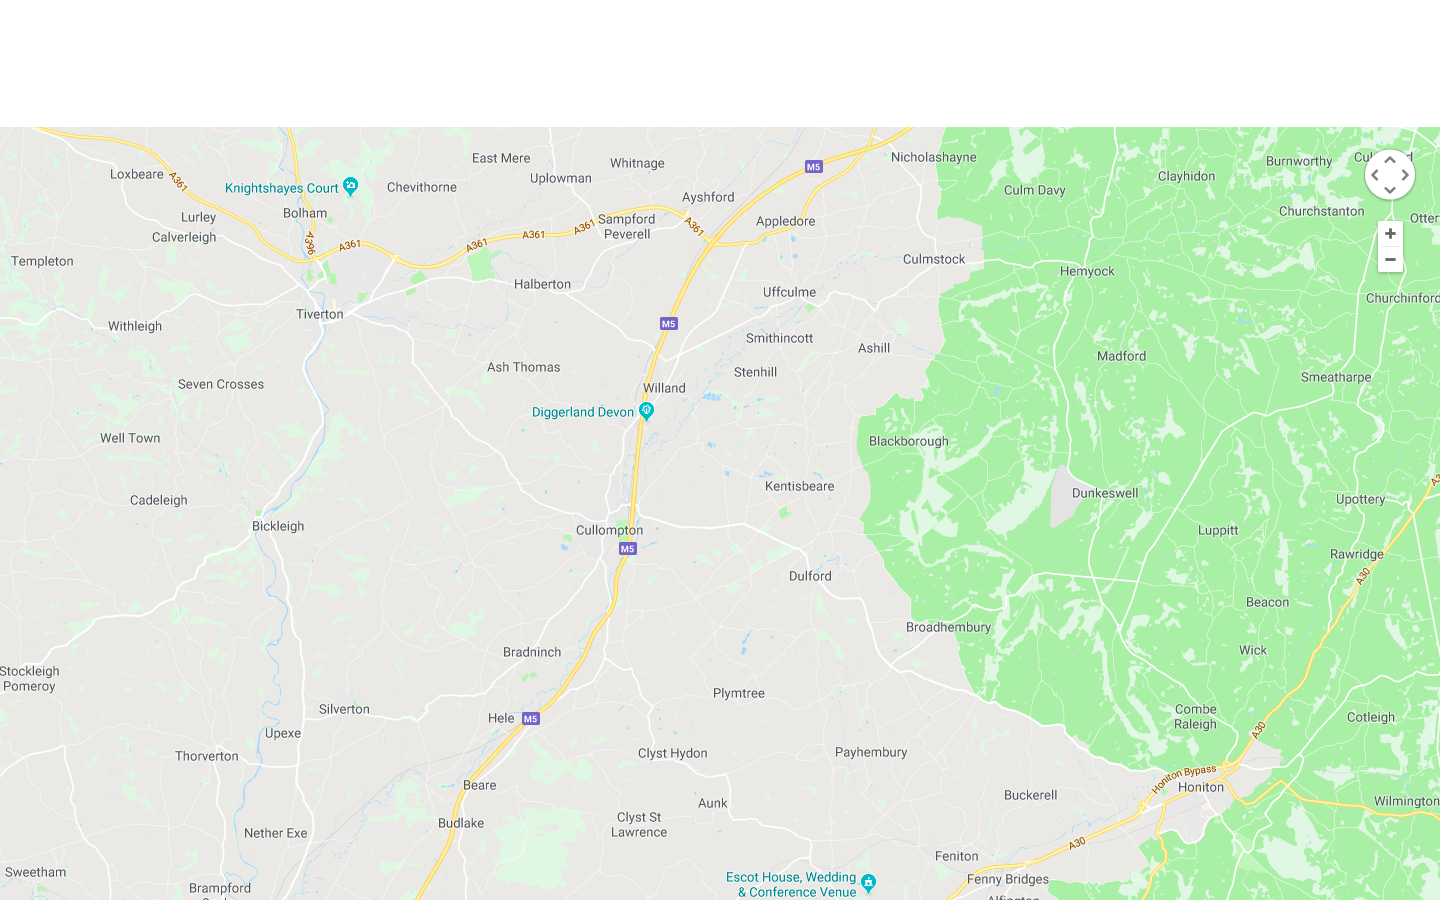 East Mere
Whitnage
Nicholashayne
Burnworthy
Loxbeare
A361
Knightshayes Court
Chevithorne
Uplowman
M5
Culm Davy
Clayhidon
Ayshford
Lurley
Bolham
Sampford
Peverell
A361
Appledore
Churchstanton
Calverleigh
A396
A361
A361
A361
A361
Templeton
Culmstock
Hemyock
Halberton
Uffculme
Churchinford
Tiverton
Withleigh
M5
Smithincott
Ashill
Madford
Ash Thomas
Stenhill
Smeatharpe
Seven Crosses
Willand
Diggerland Devon
Well Town
Blackborough
Kentisbeare
Dunkeswell
Cadeleigh
Upottery
Bickleigh
Cullompton
Luppitt
M5
Rawridge
Dulford
A30
Beacon
Broadhembury
Bradninch
Wick
Stockleigh
Pomeroy
Plymtree
Silverton
Hele
M5
Combe
Raleigh
Cotleigh
Upexe
A30
Thorverton
Clyst Hydon
Payhembury
Honiton Bypass
Beare
Honiton
Buckerell
Aunk
Wilmington
Budlake
Clyst St
Lawrence
Nether Exe
A30
Feniton
Sweetham
Escot House, Wedding
& Conference Venue
Fenny Bridges
Brampford